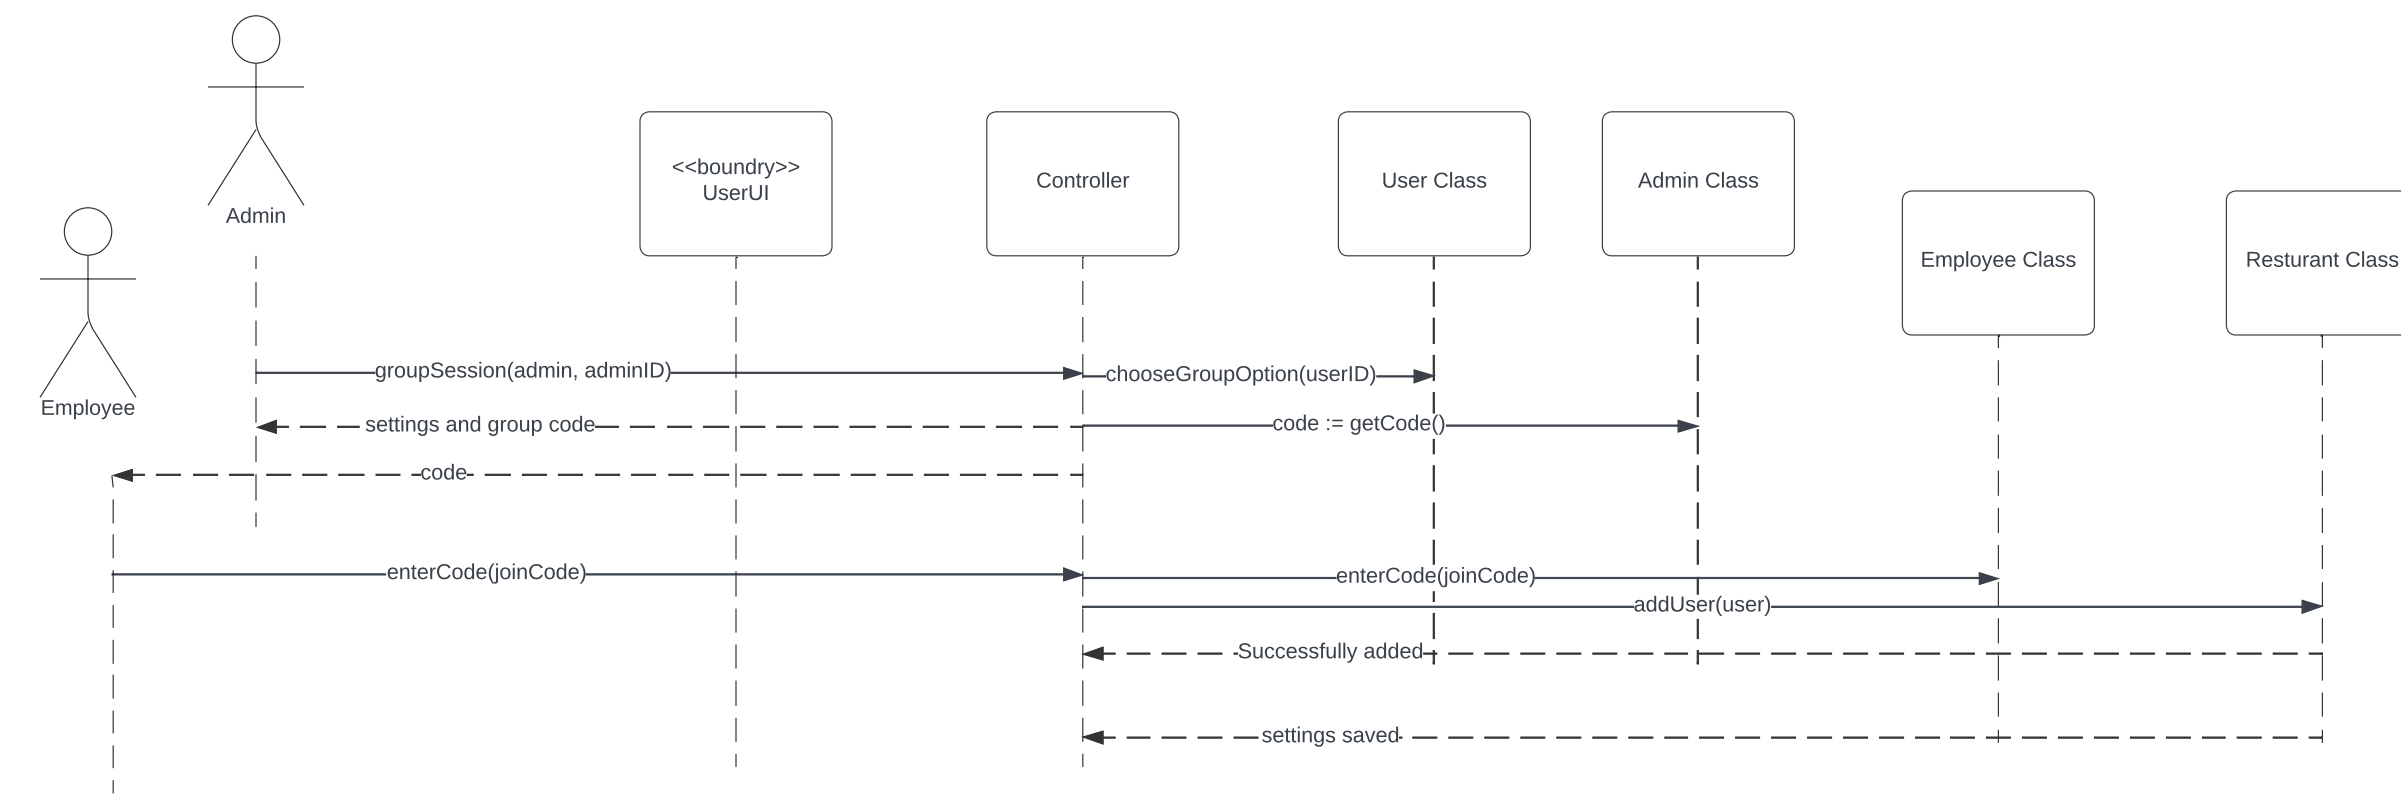 Admin
Employee
<<boundry>>
UserUI
Controller
User Class
Admin Class
Employee Class
Resturant Class
groupSession(admin, adminID)
chooseGroupOption(userID)
settings and group code
code := getCode()
code
enterCode(joinCode)
enterCode(joinCode)
addUser(user)
Successfully added
settings saved